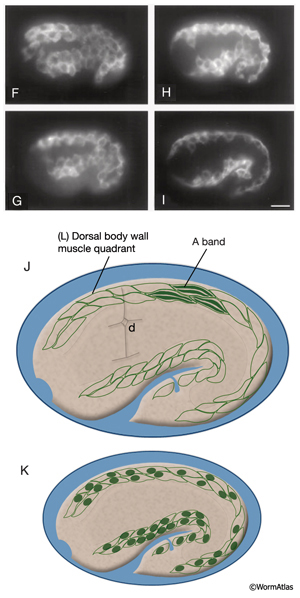 F
H
G
I
(L) Dorsal body wall
muscle quadrant
A band
J
d
K
©WormAtlas